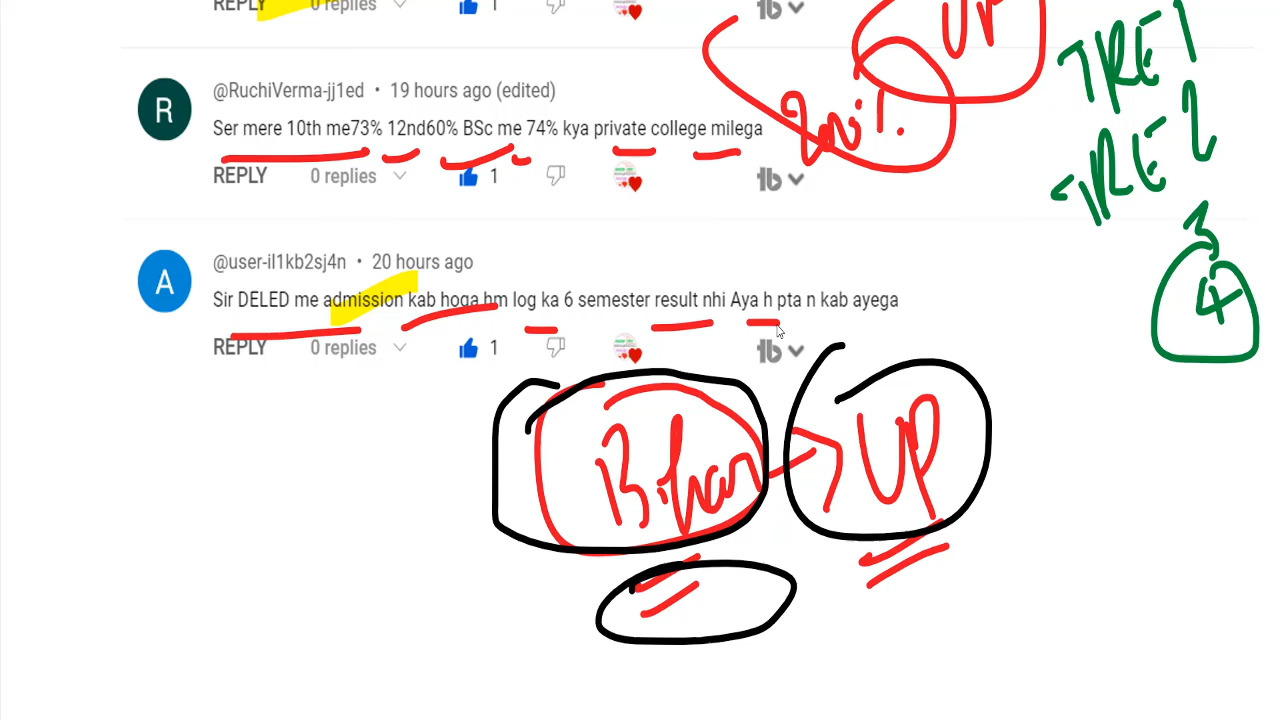 REPLY 0 replies 1
UP
TRE 1
@RuchiVerma-jj1ed • 19 hours ago (edited)
R
Ser mere 10th me73% 12nd60% BSc me 74% kya private college milega
TRE 2
REPLY 0 replies 1
3
4
@user-il1kb2sj4n • 20 hours ago
A
Sir DELED me admission kab hoga hm log ka 6 semester result nhi Aya h pta n kab ayega
REPLY 0 replies 1
Bihar UP